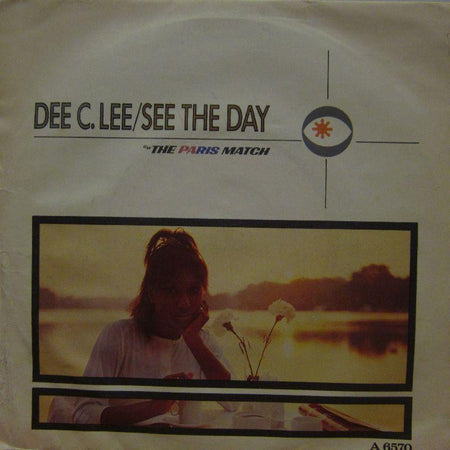 DEE C. LEE/SEE THE DAY
THE PARIS MATCH
A 6570